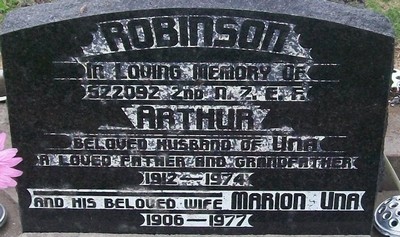 ROBINSON
IN LOVING MEMORY OF
522092 2ND N. Z. E. F.
ARTHUR
BELOVED HUSBAND OF UNA
A LOVED FATHER AND GRANDFATHER
1912—1974
AND HIS BELOVED WIFE MARION UNA
1906—1977